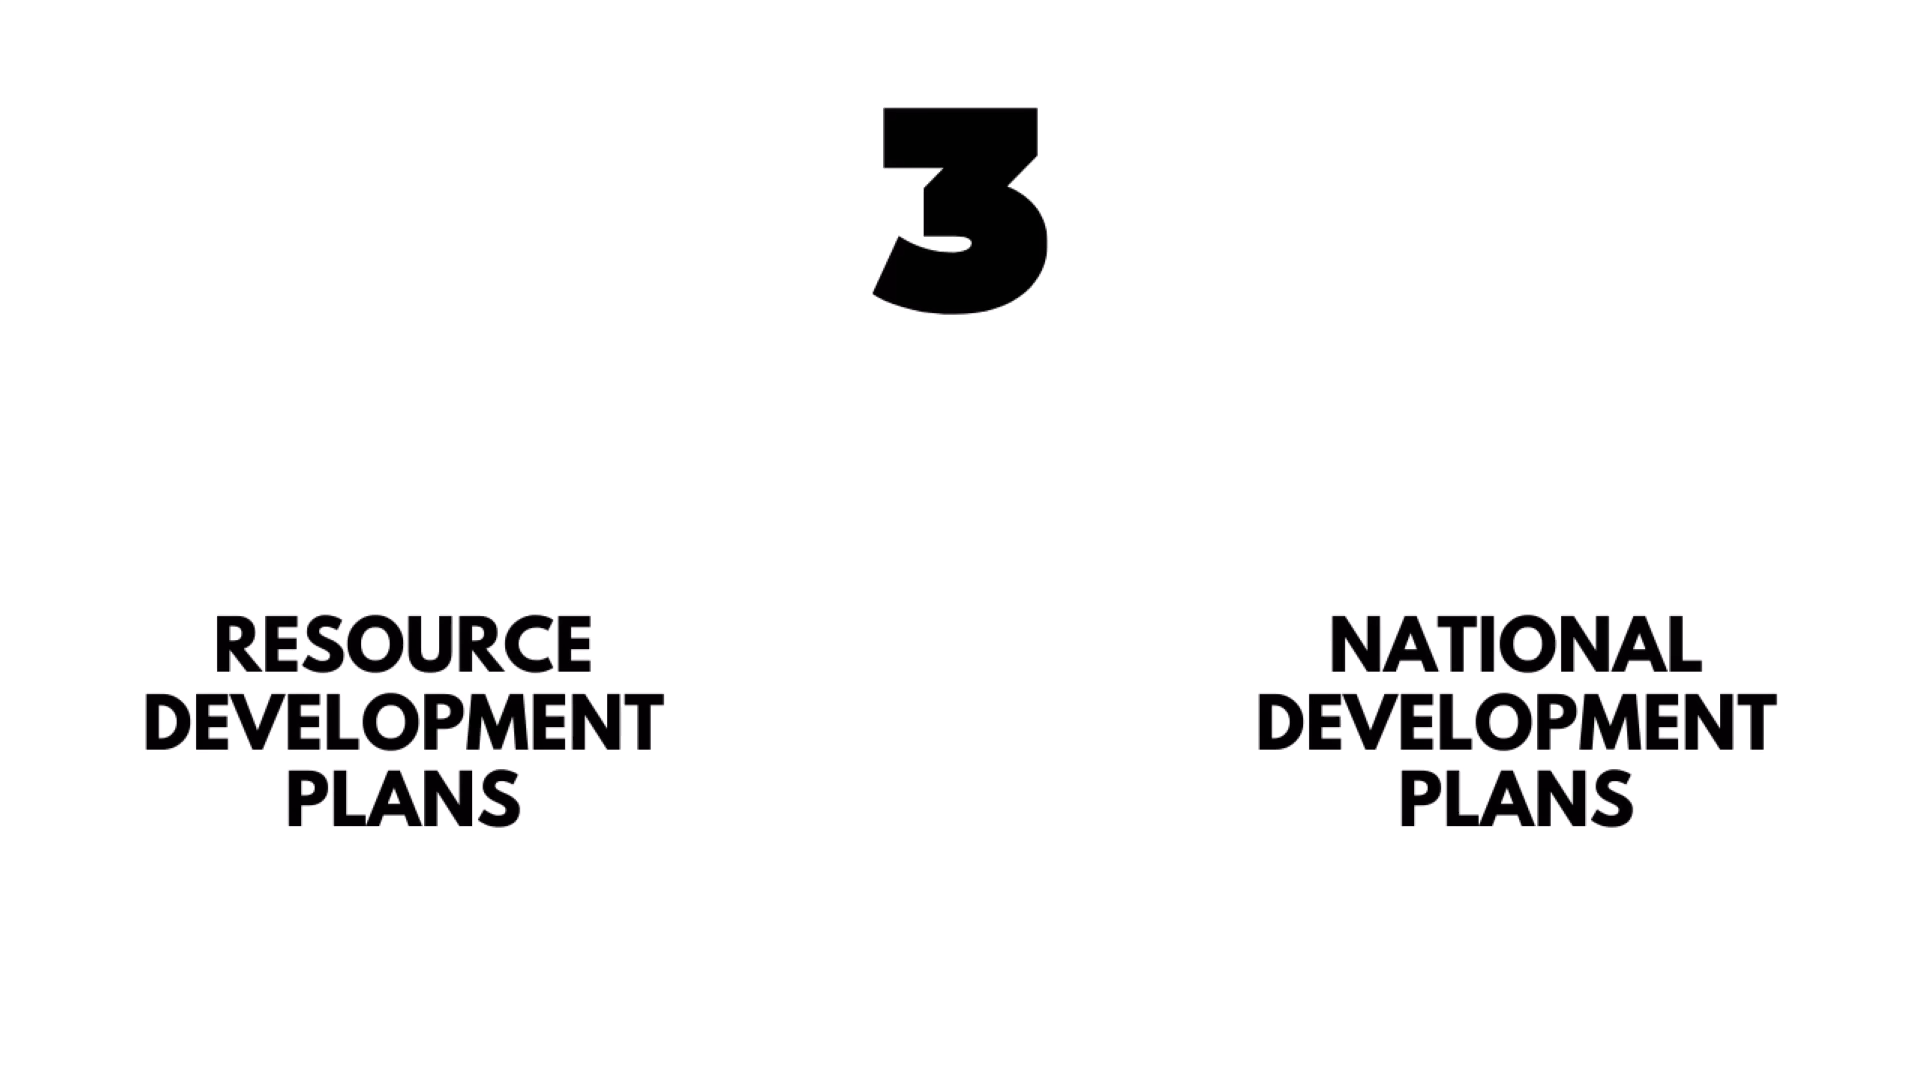 3
RESOURCE
DEVELOPMENT
PLANS
NATIONAL
DEVELOPMENT
PLANS